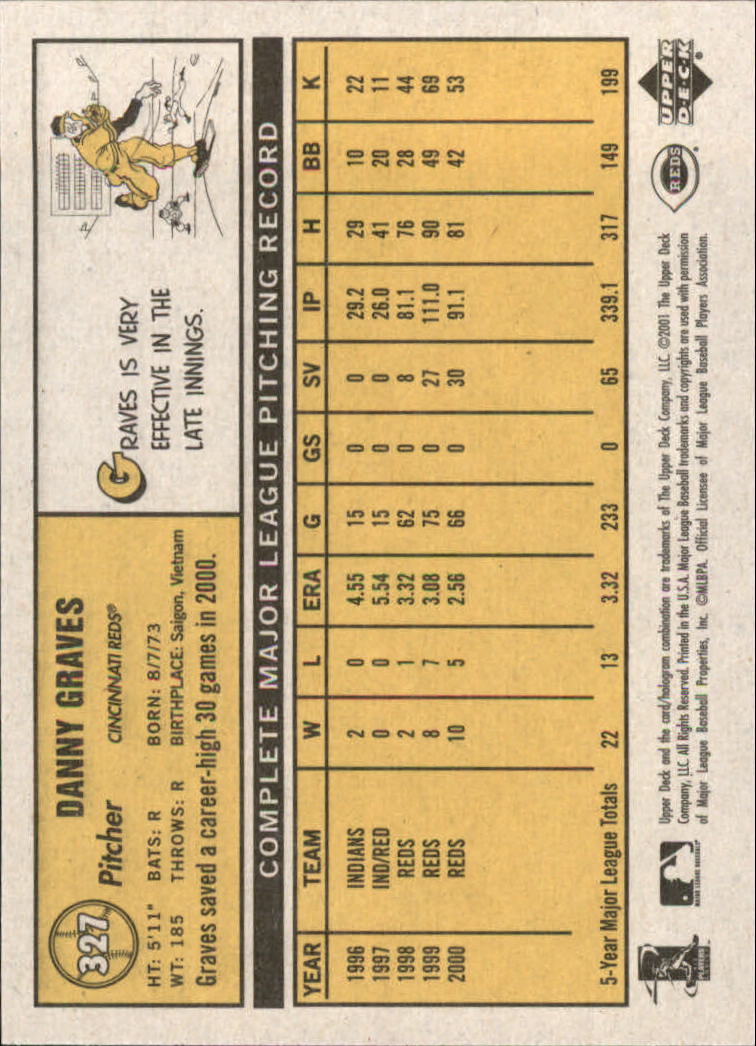 327
DANNY GRAVES
Pitcher CINCINNATI REDS®
HT: 5'11" BATS: R BORN: 8/7/73
WT: 185 THROWS: R BIRTHPLACE: Saigon, Vietnam
Graves saved a career-high 30 games in 2000.
GRAVES IS VERY
EFFECTIVE IN THE
LATE INNINGS.
COMPLETE MAJOR LEAGUE PITCHING RECORD
YEAR TEAM W L ERA G GS SV IP H BB K
1996 INDIANS 2 0 4.55 15 0 0 29.2 29 10 22
1997 IND/RED 0 0 5.54 15 0 0 26.0 41 20 11
1998 REDS 2 1 3.32 62 0 8 81.1 76 28 44
1999 REDS 8 7 3.08 75 0 27 111.0 90 49 69
2000 REDS 10 5 2.56 66 0 30 91.1 81 42 53
5-Year Major League Totals 22 13 3.32 233 0 65 339.1 317 149 199
PLAYERS
MAJOR LEAGUE BASEBALL
Upper Deck and the card/hologram combination are trademarks of The Upper Deck Company, LLC. ©2001 The Upper Deck
Company, LLC. All Rights Reserved. Printed in the U.S.A. Major League Baseball trademarks and copyrights are used with permission
of Major League Baseball Properties, Inc. ©MLBPA. Official Licensee of Major League Baseball Players Association.
REDS
UPPER
D·E·C·K
®